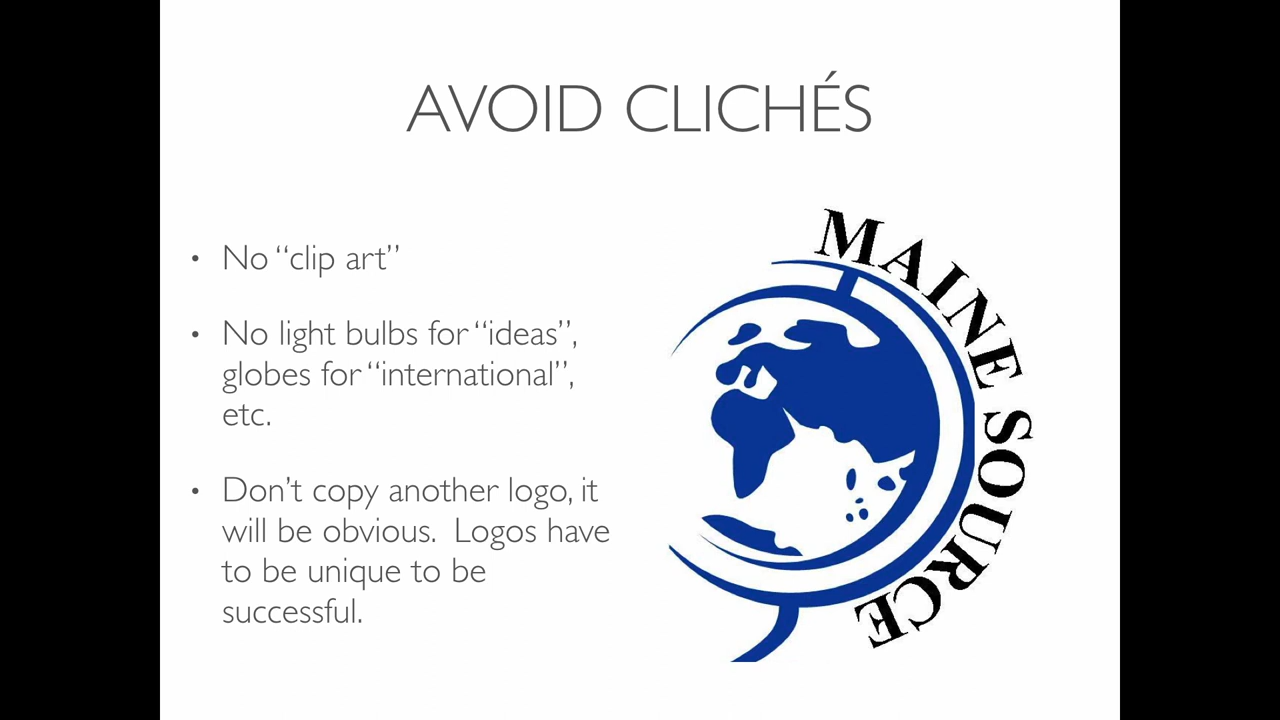 AVOID CLICHÉS
• No “clip art”
• No light bulbs for “ideas”,
globes for “international”,
etc.
• Don’t copy another logo, it
will be obvious.  Logos have
to be unique to be
successful.
MAINE SOURCE